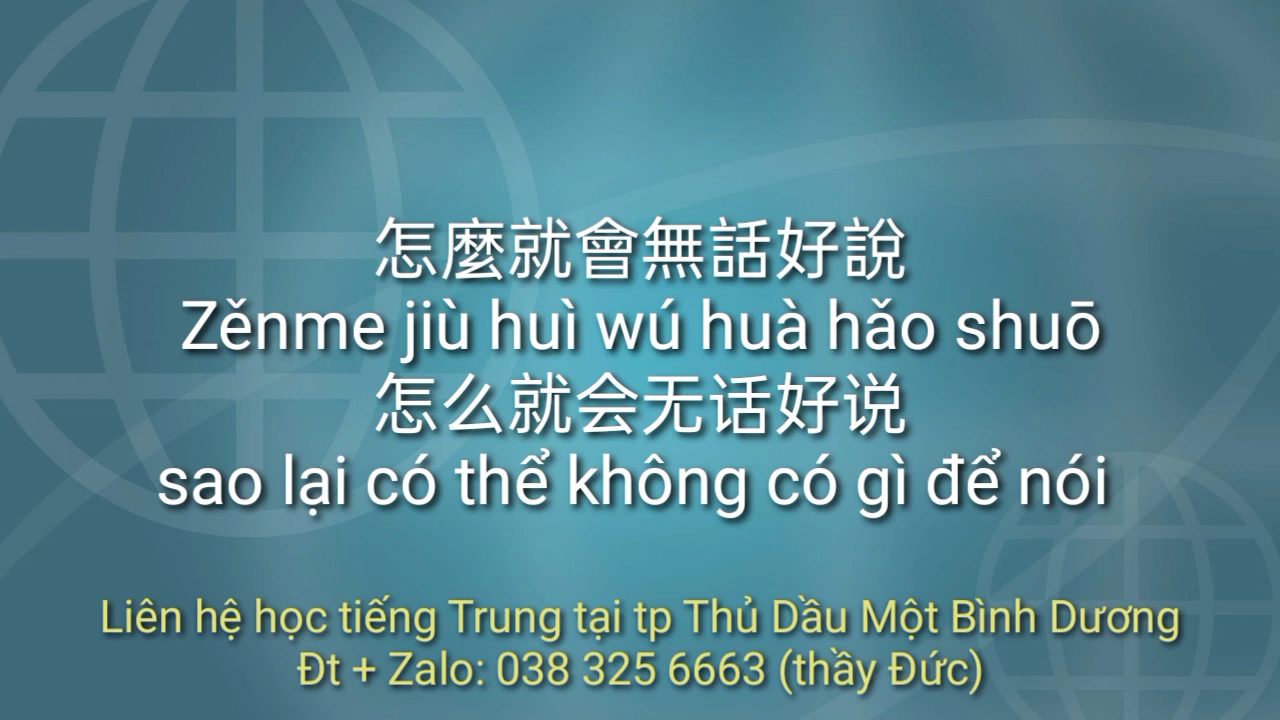 怎麼就會無話好說
Zěnme jiù huì wú huà hǎo shuō
怎么就会无话好说
sao lại có thể không có gì để nói
Liên hệ học tiếng Trung tại tp Thủ Dầu Một Bình Dương
Đt + Zalo: 038 325 6663 (thầy Đức)